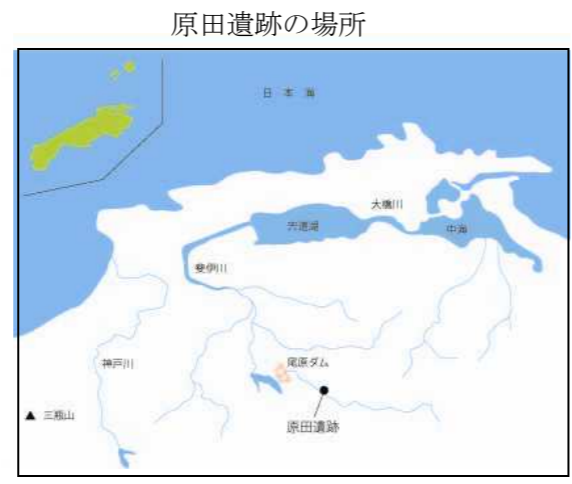 原田遺跡の場所
日本海
大橋川
宍道湖
中海
斐伊川
神戸川
尾原ダム
三瓶山
原田遺跡